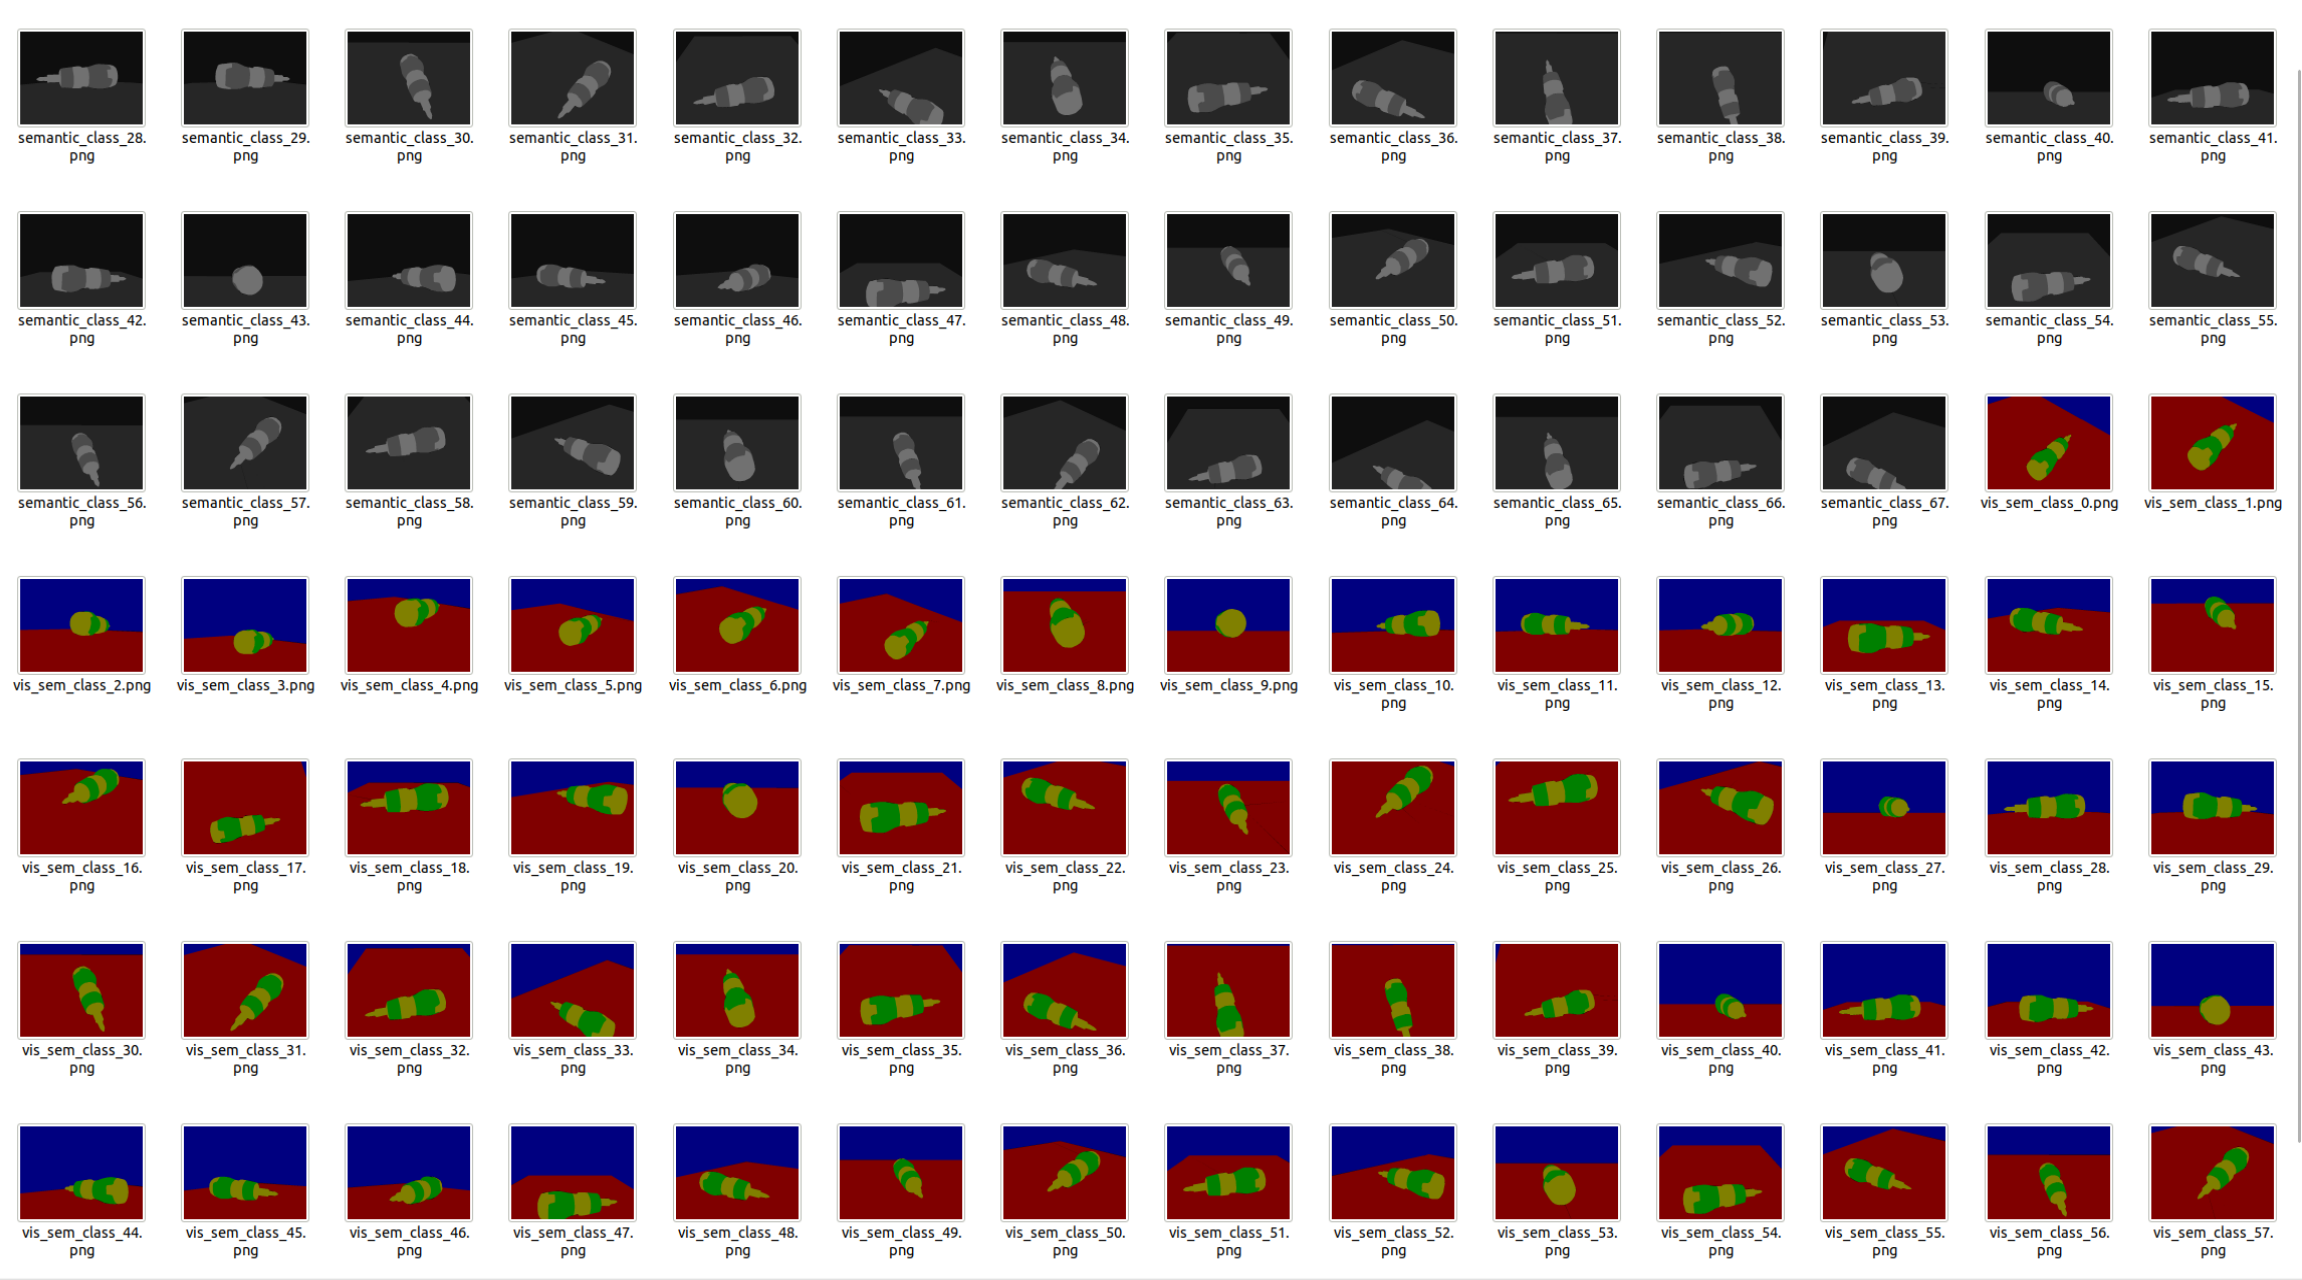 semantic_class_28. semantic_class_29. semantic_class_30. semantic_class_31. semantic_class_32. semantic_class_33. semantic_class_34. semantic_class_35. semantic_class_36. semantic_class_37. semantic_class_38. semantic_class_39. semantic_class_40. semantic_class_41.
png png png png png png png png png png png png png png
semantic_class_42. semantic_class_43. semantic_class_44. semantic_class_45. semantic_class_46. semantic_class_47. semantic_class_48. semantic_class_49. semantic_class_50. semantic_class_51. semantic_class_52. semantic_class_53. semantic_class_54. semantic_class_55.
png png png png png png png png png png png png png png
semantic_class_56. semantic_class_57. semantic_class_58. semantic_class_59. semantic_class_60. semantic_class_61. semantic_class_62. semantic_class_63. semantic_class_64. semantic_class_65. semantic_class_66. semantic_class_67. vis_sem_class_0.png vis_sem_class_1.png
png png png png png png png png png png png png
vis_sem_class_2.png vis_sem_class_3.png vis_sem_class_4.png vis_sem_class_5.png vis_sem_class_6.png vis_sem_class_7.png vis_sem_class_8.png vis_sem_class_9.png vis_sem_class_10. vis_sem_class_11. vis_sem_class_12. vis_sem_class_13. vis_sem_class_14. vis_sem_class_15.
png png png png png png
vis_sem_class_16. vis_sem_class_17. vis_sem_class_18. vis_sem_class_19. vis_sem_class_20. vis_sem_class_21. vis_sem_class_22. vis_sem_class_23. vis_sem_class_24. vis_sem_class_25. vis_sem_class_26. vis_sem_class_27. vis_sem_class_28. vis_sem_class_29.
png png png png png png png png png png png png png png
vis_sem_class_30. vis_sem_class_31. vis_sem_class_32. vis_sem_class_33. vis_sem_class_34. vis_sem_class_35. vis_sem_class_36. vis_sem_class_37. vis_sem_class_38. vis_sem_class_39. vis_sem_class_40. vis_sem_class_41. vis_sem_class_42. vis_sem_class_43.
png png png png png png png png png png png png png png
vis_sem_class_44. vis_sem_class_45. vis_sem_class_46. vis_sem_class_47. vis_sem_class_48. vis_sem_class_49. vis_sem_class_50. vis_sem_class_51. vis_sem_class_52. vis_sem_class_53. vis_sem_class_54. vis_sem_class_55. vis_sem_class_56. vis_sem_class_57.
png png png png png png png png png png png png png png